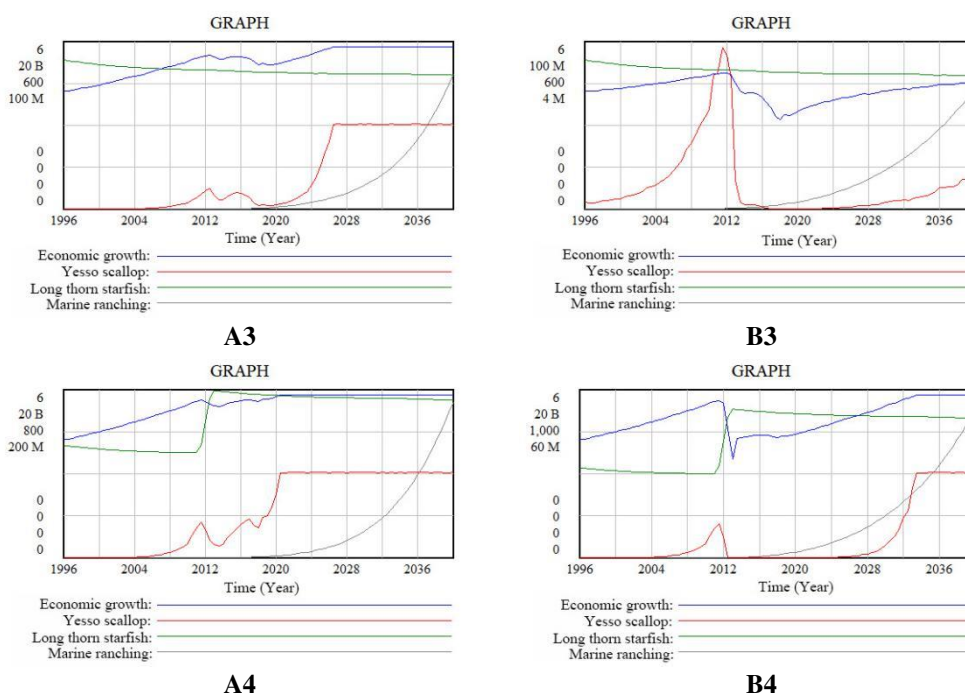 GRAPH
6
20 B
600
100 M
0
0
0
0
1996 2004 2012 2020 2028 2036
Time (Year)
Economic growth:
Yesso scallop:
Long thorn starfish:
Marine ranching:
A3
GRAPH
6
100 M
600
4 M
0
0
0
0
1996 2004 2012 2020 2028 2036
Time (Year)
Economic growth:
Yesso scallop:
Long thorn starfish:
Marine ranching:
B3
GRAPH
6
20 B
800
200 M
0
0
0
0
1996 2004 2012 2020 2028 2036
Time (Year)
Economic growth:
Yesso scallop:
Long thorn starfish:
Marine ranching:
A4
GRAPH
6
20 B
1,000
60 M
0
0
0
0
1996 2004 2012 2020 2028 2036
Time (Year)
Economic growth:
Yesso scallop:
Long thorn starfish:
Marine ranching:
B4